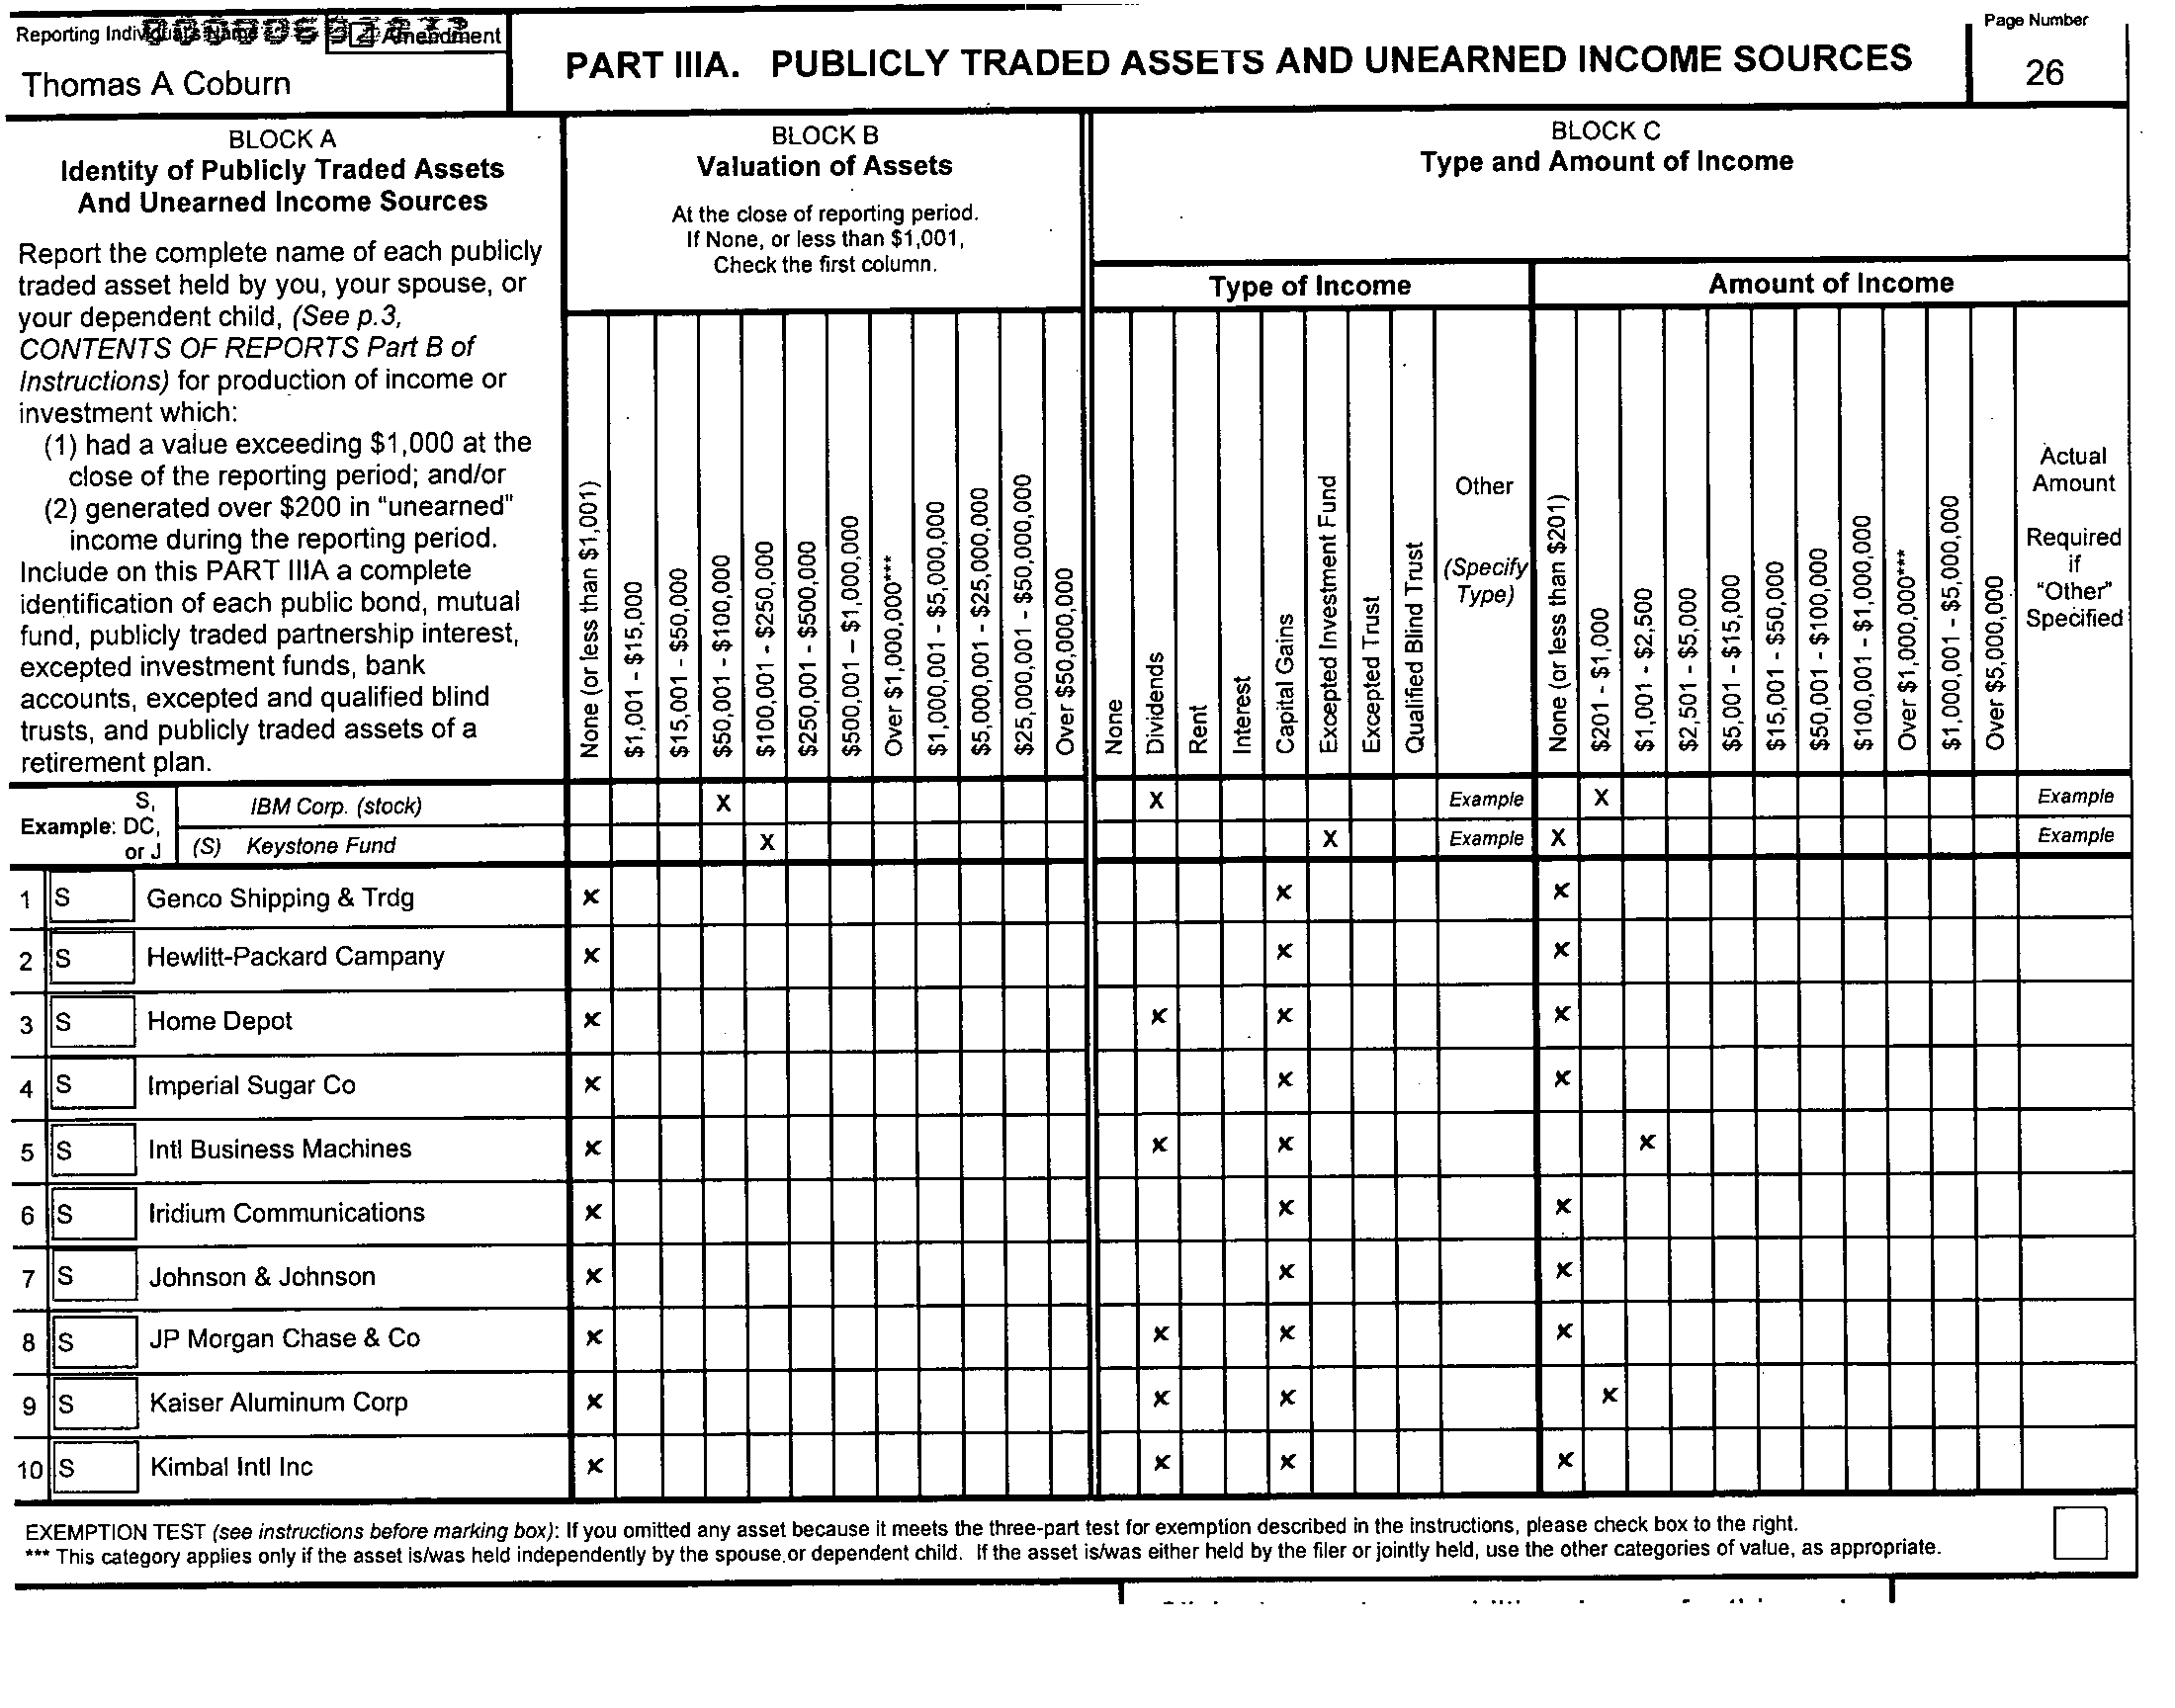 Reporting Individual's Name
Amendment
Thomas A Coburn
PART IIIA. PUBLICLY TRADED ASSETS AND UNEARNED INCOME SOURCES
Page Number
26
BLOCK A
Identity of Publicly Traded Assets
And Unearned Income Sources
Report the complete name of each publicly
traded asset held by you, your spouse, or
your dependent child, (See p.3,
CONTENTS OF REPORTS Part B of
Instructions) for production of income or
investment which:
(1) had a value exceeding $1,000 at the
close of the reporting period; and/or
(2) generated over $200 in "unearned"
income during the reporting period.
Include on this PART IIIA a complete
identification of each public bond, mutual
fund, publicly traded partnership interest,
excepted investment funds, bank
accounts, excepted and qualified blind
trusts, and publicly traded assets of a
retirement plan.
BLOCK B
Valuation of Assets
At the close of reporting period.
If None, or less than $1,001,
Check the first column.
None (or less than $1,001)
$1,001 - $15,000
$15,001 - $50,000
$50,001 - $100,000
$100,001 - $250,000
$250,001 - $500,000
$500,001 – $1,000,000
Over $1,000,000***
$1,000,001 - $5,000,000
$5,000,001 - $25,000,000
$25,000,001 - $50,000,000
Over $50,000,000
BLOCK C
Type and Amount of Income
Type of Income
None
Dividends
Rent
Interest
Capital Gains
Excepted Investment Fund
Excepted Trust
Qualified Blind Trust
Other
(Specify
Type)
Amount of Income
None (or less than $201)
$201 - $1,000
$1,001 - $2,500
$2,501 - $5,000
$5,001 - $15,000
$15,001 - $50,000
$50,001 - $100,000
$100,001 - $1,000,000
Over $1,000,000***
$1,000,001 - $5,000,000
Over $5,000,000
Actual
Amount
Required
if
"Other"
Specified
Example: S, DC, or J
IBM Corp. (stock) X X Example X Example
(S) Keystone Fund X X Example X Example
1 S Genco Shipping & Trdg x x x
2 S Hewlitt-Packard Campany x x x
3 S Home Depot x x x x
4 S Imperial Sugar Co x x x
5 S Intl Business Machines x x x x
6 S Iridium Communications x x x
7 S Johnson & Johnson x x x
8 S JP Morgan Chase & Co x x x x
9 S Kaiser Aluminum Corp x x x x
10 S Kimbal Intl Inc x x x x
EXEMPTION TEST (see instructions before marking box): If you omitted any asset because it meets the three-part test for exemption described in the instructions, please check box to the right.
*** This category applies only if the asset is/was held independently by the spouse or dependent child. If the asset is/was either held by the filer or jointly held, use the other categories of value, as appropriate.